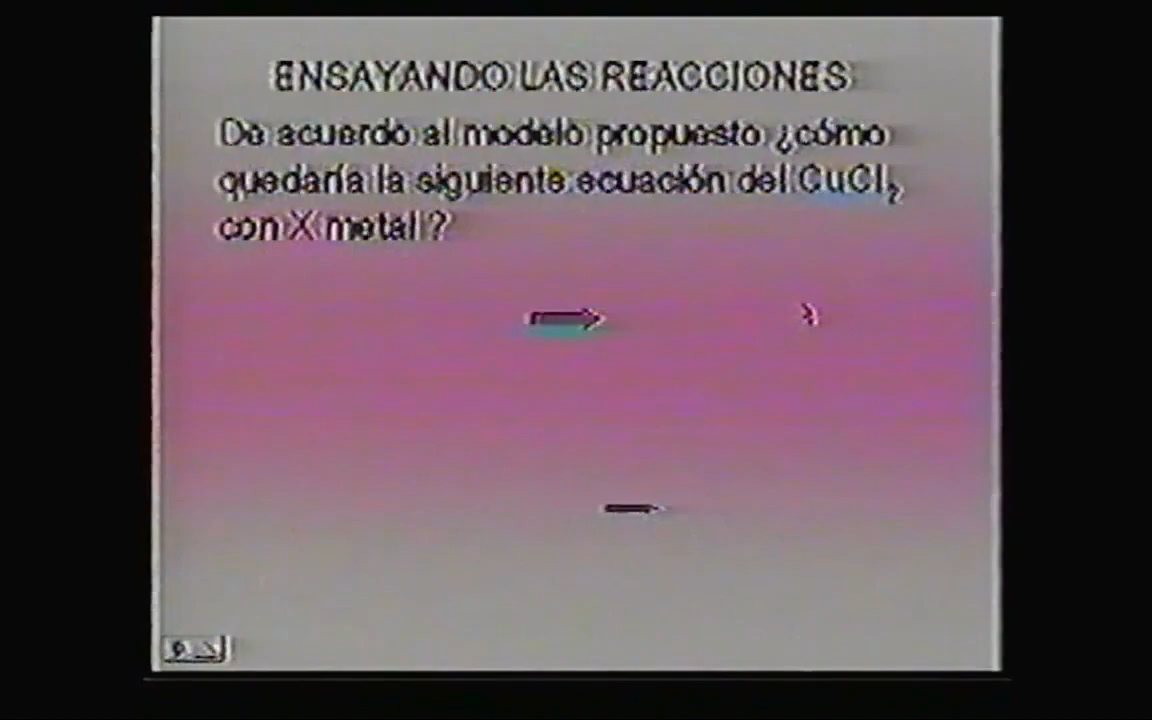 ENSAYANDO LAS REACCIONES
De acuerdo al modelo propuesto ¿cómo
quedaría la siguiente ecuación del CuCl₂
con X metal?